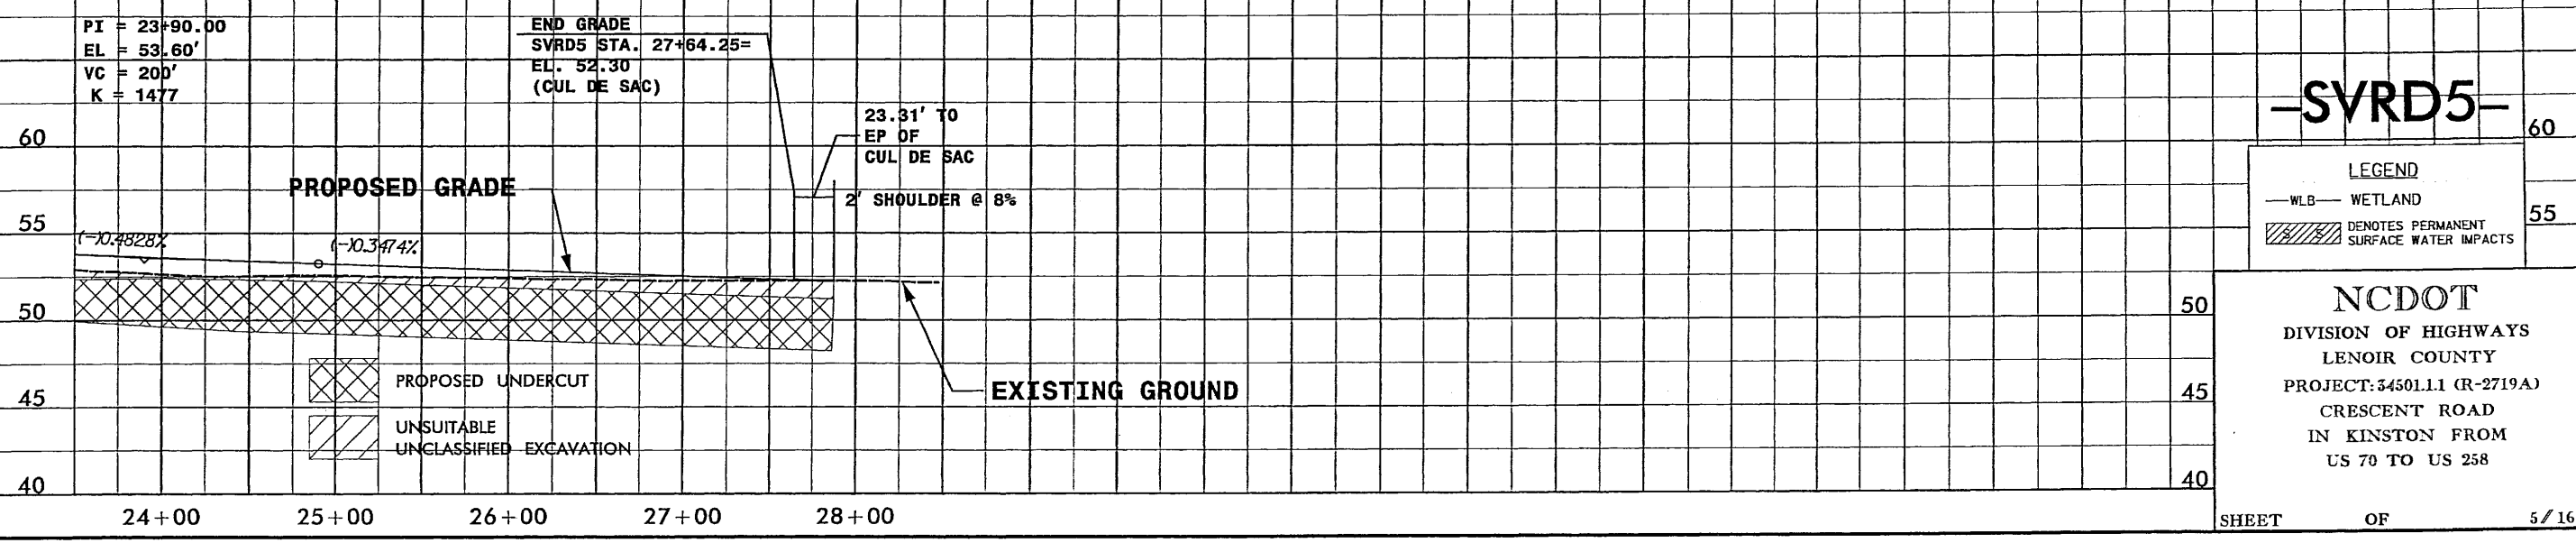 PI = 23+90.00
EL = 53.60'
VC = 200'
K = 1477
END GRADE
SVRD5 STA. 27+64.25=
EL. 52.30
(CUL DE SAC)
23.31' TO
EP OF
CUL DE SAC
2' SHOULDER @ 8%
PROPOSED GRADE
(-)0.4828%
(-)0.3474%
60
55
50
45
40
PROPOSED UNDERCUT
UNSUITABLE
UNCLASSIFIED EXCAVATION
EXISTING GROUND
24+00 25+00 26+00 27+00 28+00
-SVRD5-
60
55
50
45
40
LEGEND
WLB WETLAND
S S DENOTES PERMANENT
SURFACE WATER IMPACTS
NCDOT
DIVISION OF HIGHWAYS
LENOIR COUNTY
PROJECT: 34501.1.1 (R-2719A)
CRESCENT ROAD
IN KINSTON FROM
US 70 TO US 258
SHEET OF 5/16